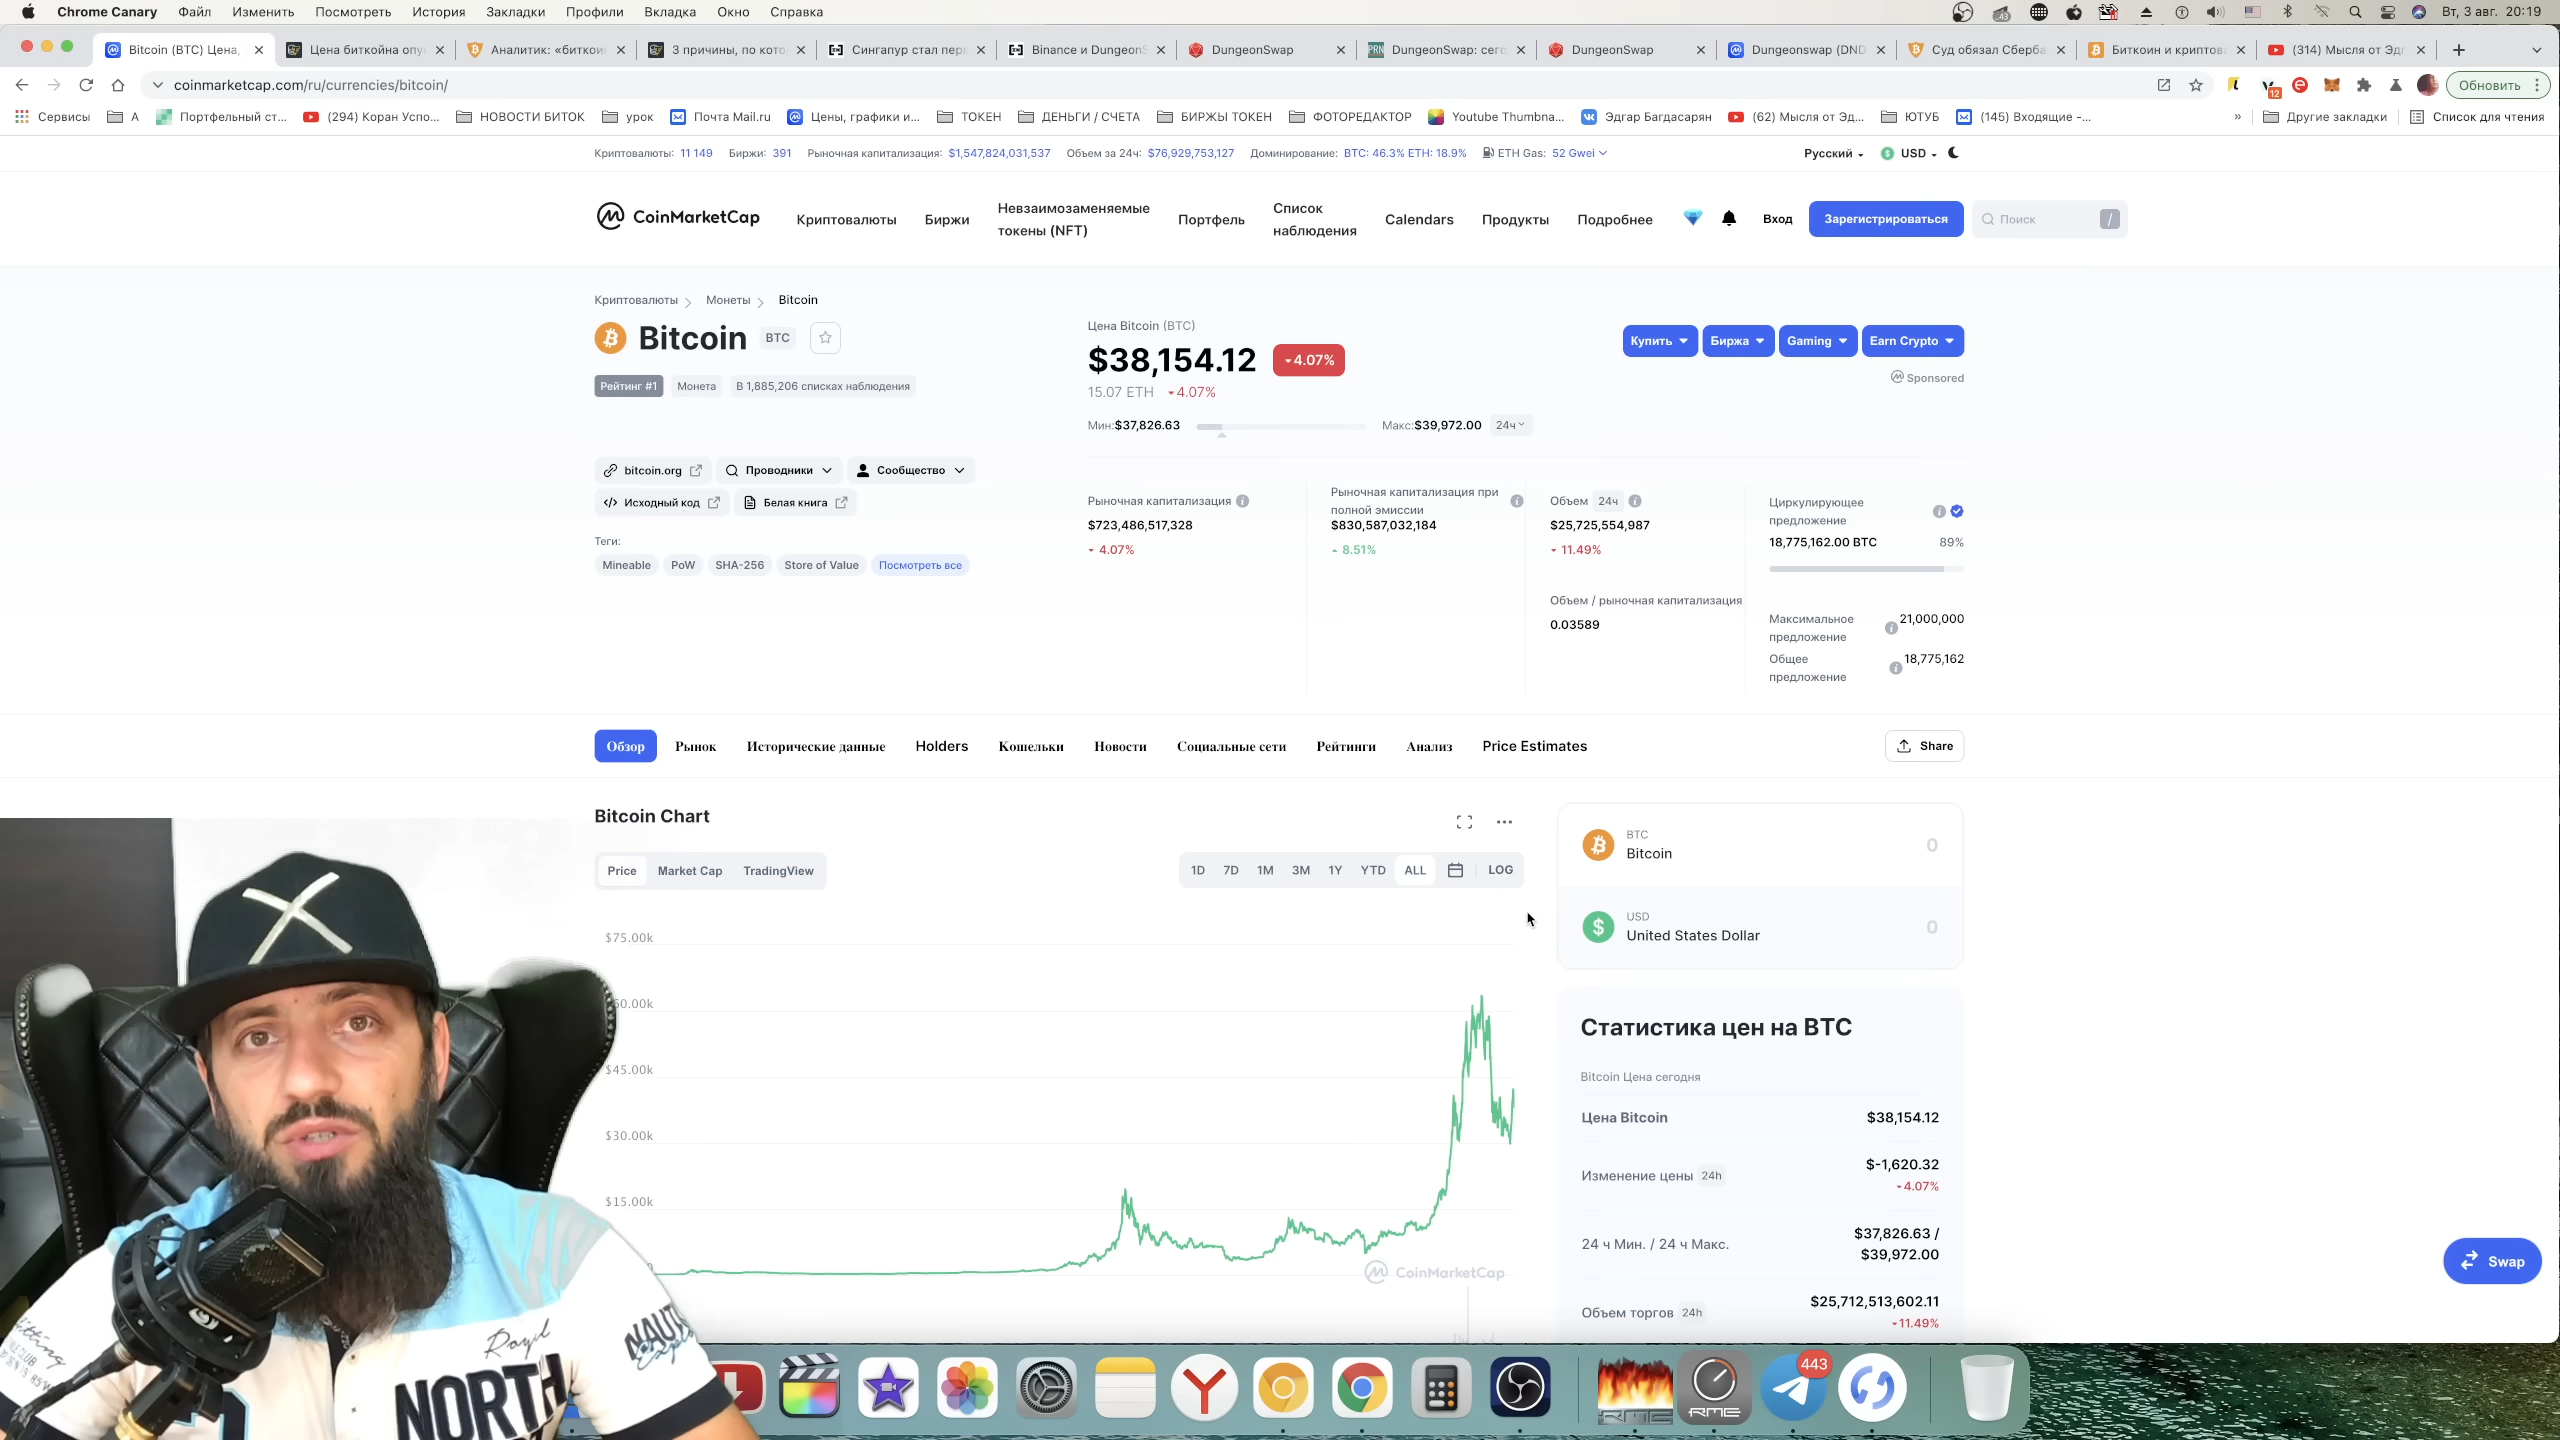 Chrome Canary Файл Изменить Посмотреть История Закладки Профили Вкладка Окно Справка Вт, 3 авг. 20:19
Bitcoin (BTC) Цена, Цена биткойна опу Аналитик: «биткои 3 причины, по кото Сингапур стал перв Binance и DungeonS DungeonSwap DungeonSwap: сего DungeonSwap Dungeonswap (DND Суд обязал Сберба Биткоин и криптов (314) Мысля от Эдг
coinmarketcap.com/ru/currencies/bitcoin/ 12 Обновить
Сервисы А Портфельный ст... (294) Коран Успо... НОВОСТИ БИТОК урок Почта Mail.ru Цены, графики и... ТОКЕН ДЕНЬГИ / СЧЕТА БИРЖЫ ТОКЕН ФОТОРЕДАКТОР Youtube Thumbna... Эдгар Багдасарян (62) Мысля от Эд... ЮТУБ (145) Входящие -... » Другие закладки Список для чтения
Криптовалюты: 11 149 Биржи: 391 Рыночная капитализация: $1,547,824,031,537 Объем за 24ч: $76,929,753,127 Доминирование: BTC: 46.3% ETH: 18.9% ETH Gas: 52 Gwei Русский USD
CoinMarketCap Криптовалюты Биржи Невзаимозаменяемые токены (NFT) Портфель Список наблюдения Calendars Продукты Подробнее Вход Зарегистрироваться Поиск /
Криптовалюты Монеты Bitcoin
Bitcoin BTC
Рейтинг #1 Монета В 1,885,206 списках наблюдения
bitcoin.org Проводники Сообщество
Исходный код Белая книга
Теги:
Mineable PoW SHA-256 Store of Value Посмотреть все
Цена Bitcoin (BTC)
$38,154.12 4.07%
15.07 ETH 4.07%
Мин:$37,826.63 Макс:$39,972.00 24ч
Купить Биржа Gaming Earn Crypto
Sponsored
Рыночная капитализация
$723,486,517,328
4.07%
Рыночная капитализация при
полной эмиссии
$830,587,032,184
8.51%
Объем 24ч
$25,725,554,987
11.49%
Объем / рыночная капитализация
0.03589
Циркулирующее
предложение
18,775,162.00 BTC 89%
Максимальное
предложение 21,000,000
Общее
предложение 18,775,162
Обзор Рынок Исторические данные Holders Кошельки Новости Социальные сети Рейтинги Анализ Price Estimates Share
Bitcoin Chart
Price Market Cap TradingView 1D 7D 1M 3M 1Y YTD ALL LOG
$75.00k
60.00k
$45.00k
$30.00k
$15.00k
CoinMarketCap
BTC
Bitcoin 0
USD
United States Dollar 0
Статистика цен на BTC
Bitcoin Цена сегодня
Цена Bitcoin $38,154.12
Изменение цены 24h $-1,620.32
4.07%
24 ч Мин. / 24 ч Макс. $37,826.63 /
$39,972.00
Объем торгов 24h $25,712,513,602.11
11.49%
Swap
NORTH
RME
RME
443